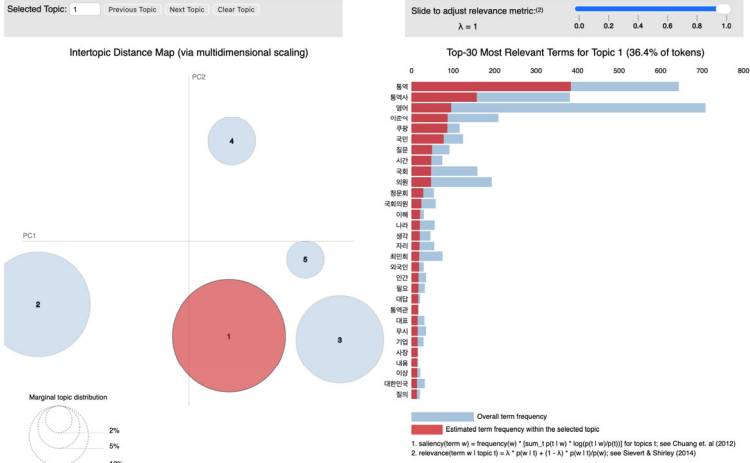 Selected Topic: 1 Previous Topic Next Topic Clear Topic
Slide to adjust relevance metric:(2)
λ = 1
0.0 0.2 0.4 0.6 0.8 1.0
Intertopic Distance Map (via multidimensional scaling)
PC2
PC1
4
5
2
1
3
Marginal topic distribution
2%
5%
10%
Top-30 Most Relevant Terms for Topic 1 (36.4% of tokens)
0 100 200 300 400 500 600 700 800
통역
통역사
영어
이준석
쿠팡
국민
질문
시간
국회
의원
청문회
국회의원
이해
나라
생각
자리
최민희
외국인
인간
필요
대답
통역관
대표
무시
기업
사장
내용
이상
대한민국
질의
Overall term frequency
Estimated term frequency within the selected topic
1. saliency(term w) = frequency(w) * [sum_t p(t | w) * log(p(t | w)/p(t))] for topics t; see Chuang et. al (2012)
2. relevance(term w | topic t) = λ * p(w | t) + (1 - λ) * p(w | t)/p(w); see Sievert & Shirley (2014)